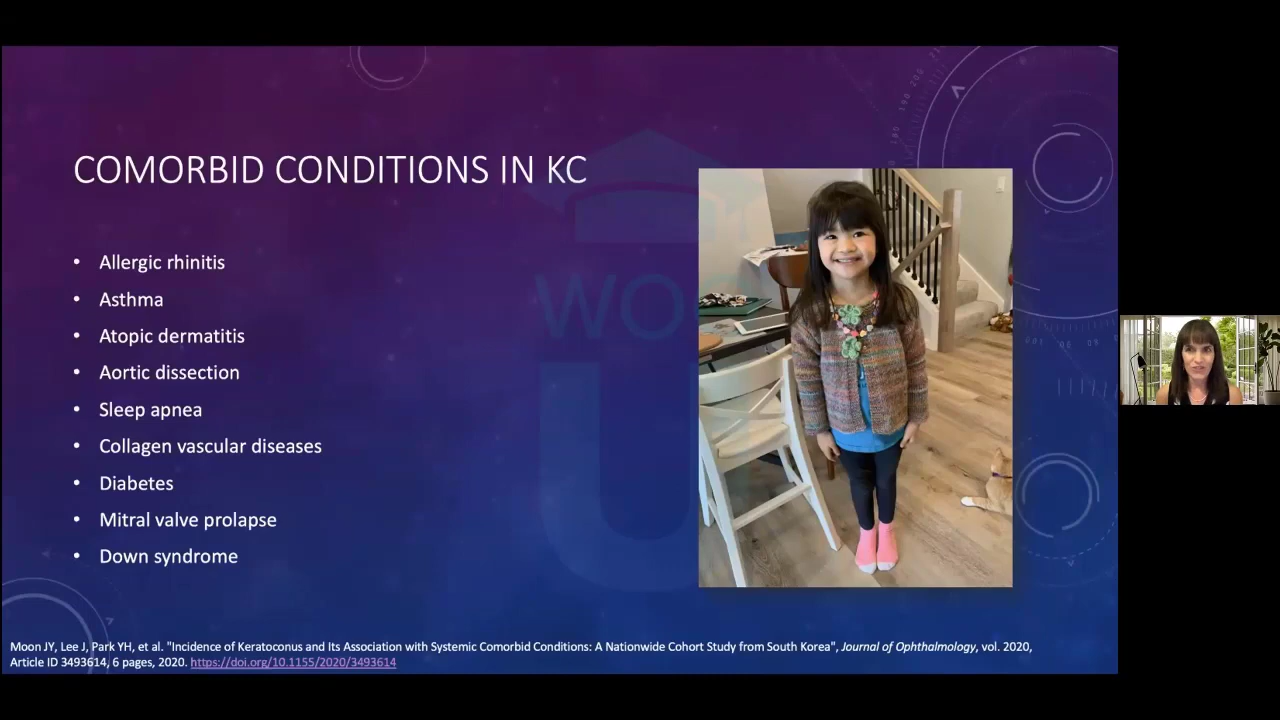 COMORBID CONDITIONS IN KC
• Allergic rhinitis
• Asthma
• Atopic dermatitis
• Aortic dissection
• Sleep apnea
• Collagen vascular diseases
• Diabetes
• Mitral valve prolapse
• Down syndrome
Moon JY, Lee J, Park YH, et al. "Incidence of Keratoconus and Its Association with Systemic Comorbid Conditions: A Nationwide Cohort Study from South Korea", Journal of Ophthalmology, vol. 2020,
Article ID 3493614, 6 pages, 2020. https://doi.org/10.1155/2020/3493614